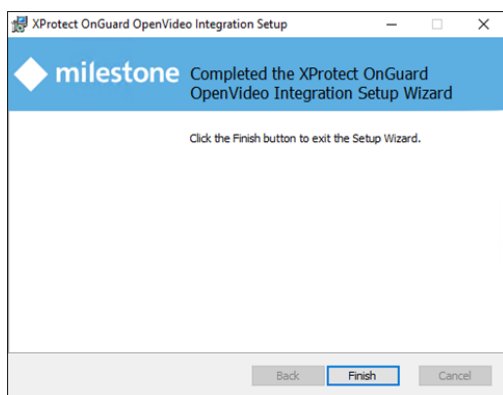 XProtect OnGuard OpenVideo Integration Setup
milestone
Completed the XProtect OnGuard
OpenVideo Integration Setup Wizard
Click the Finish button to exit the Setup Wizard.
Back Finish Cancel